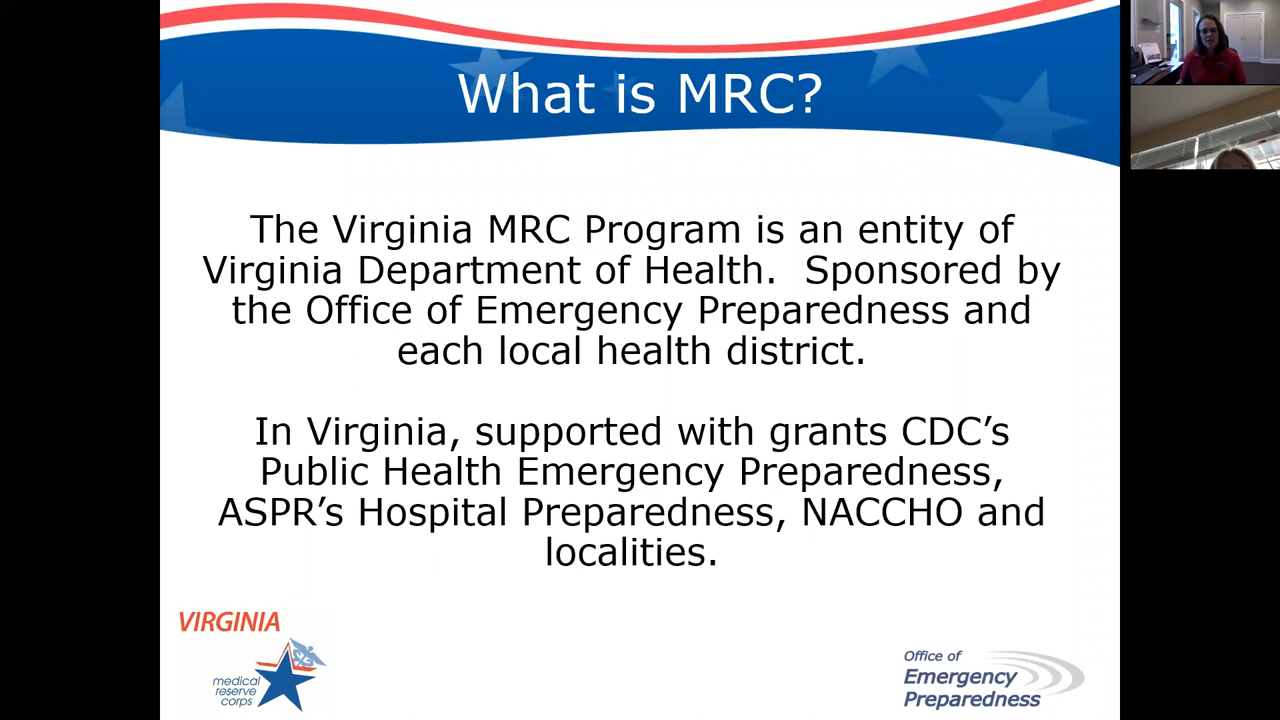 What is MRC?
The Virginia MRC Program is an entity of
Virginia Department of Health.  Sponsored by
the Office of Emergency Preparedness and
each local health district.
In Virginia, supported with grants CDC’s
Public Health Emergency Preparedness,
ASPR’s Hospital Preparedness, NACCHO and
localities.
VIRGINIA
medical
reserve
corps
Office of
Emergency
Preparedness